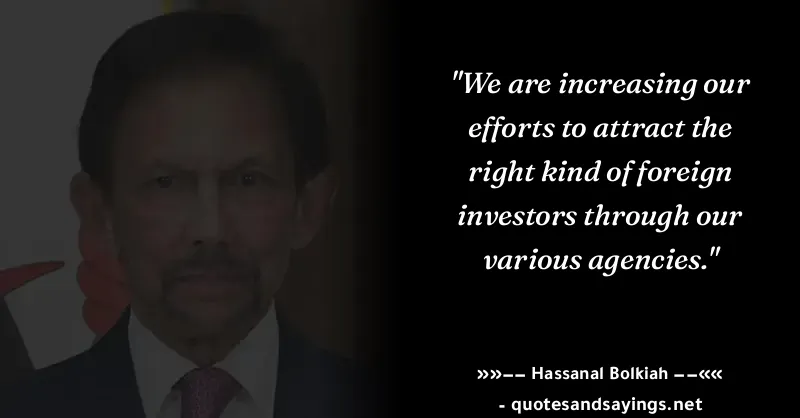 "We are increasing our
efforts to attract the
right kind of foreign
investors through our
various agencies."
»»–– Hassanal Bolkiah ––««
- quotesandsayings.net